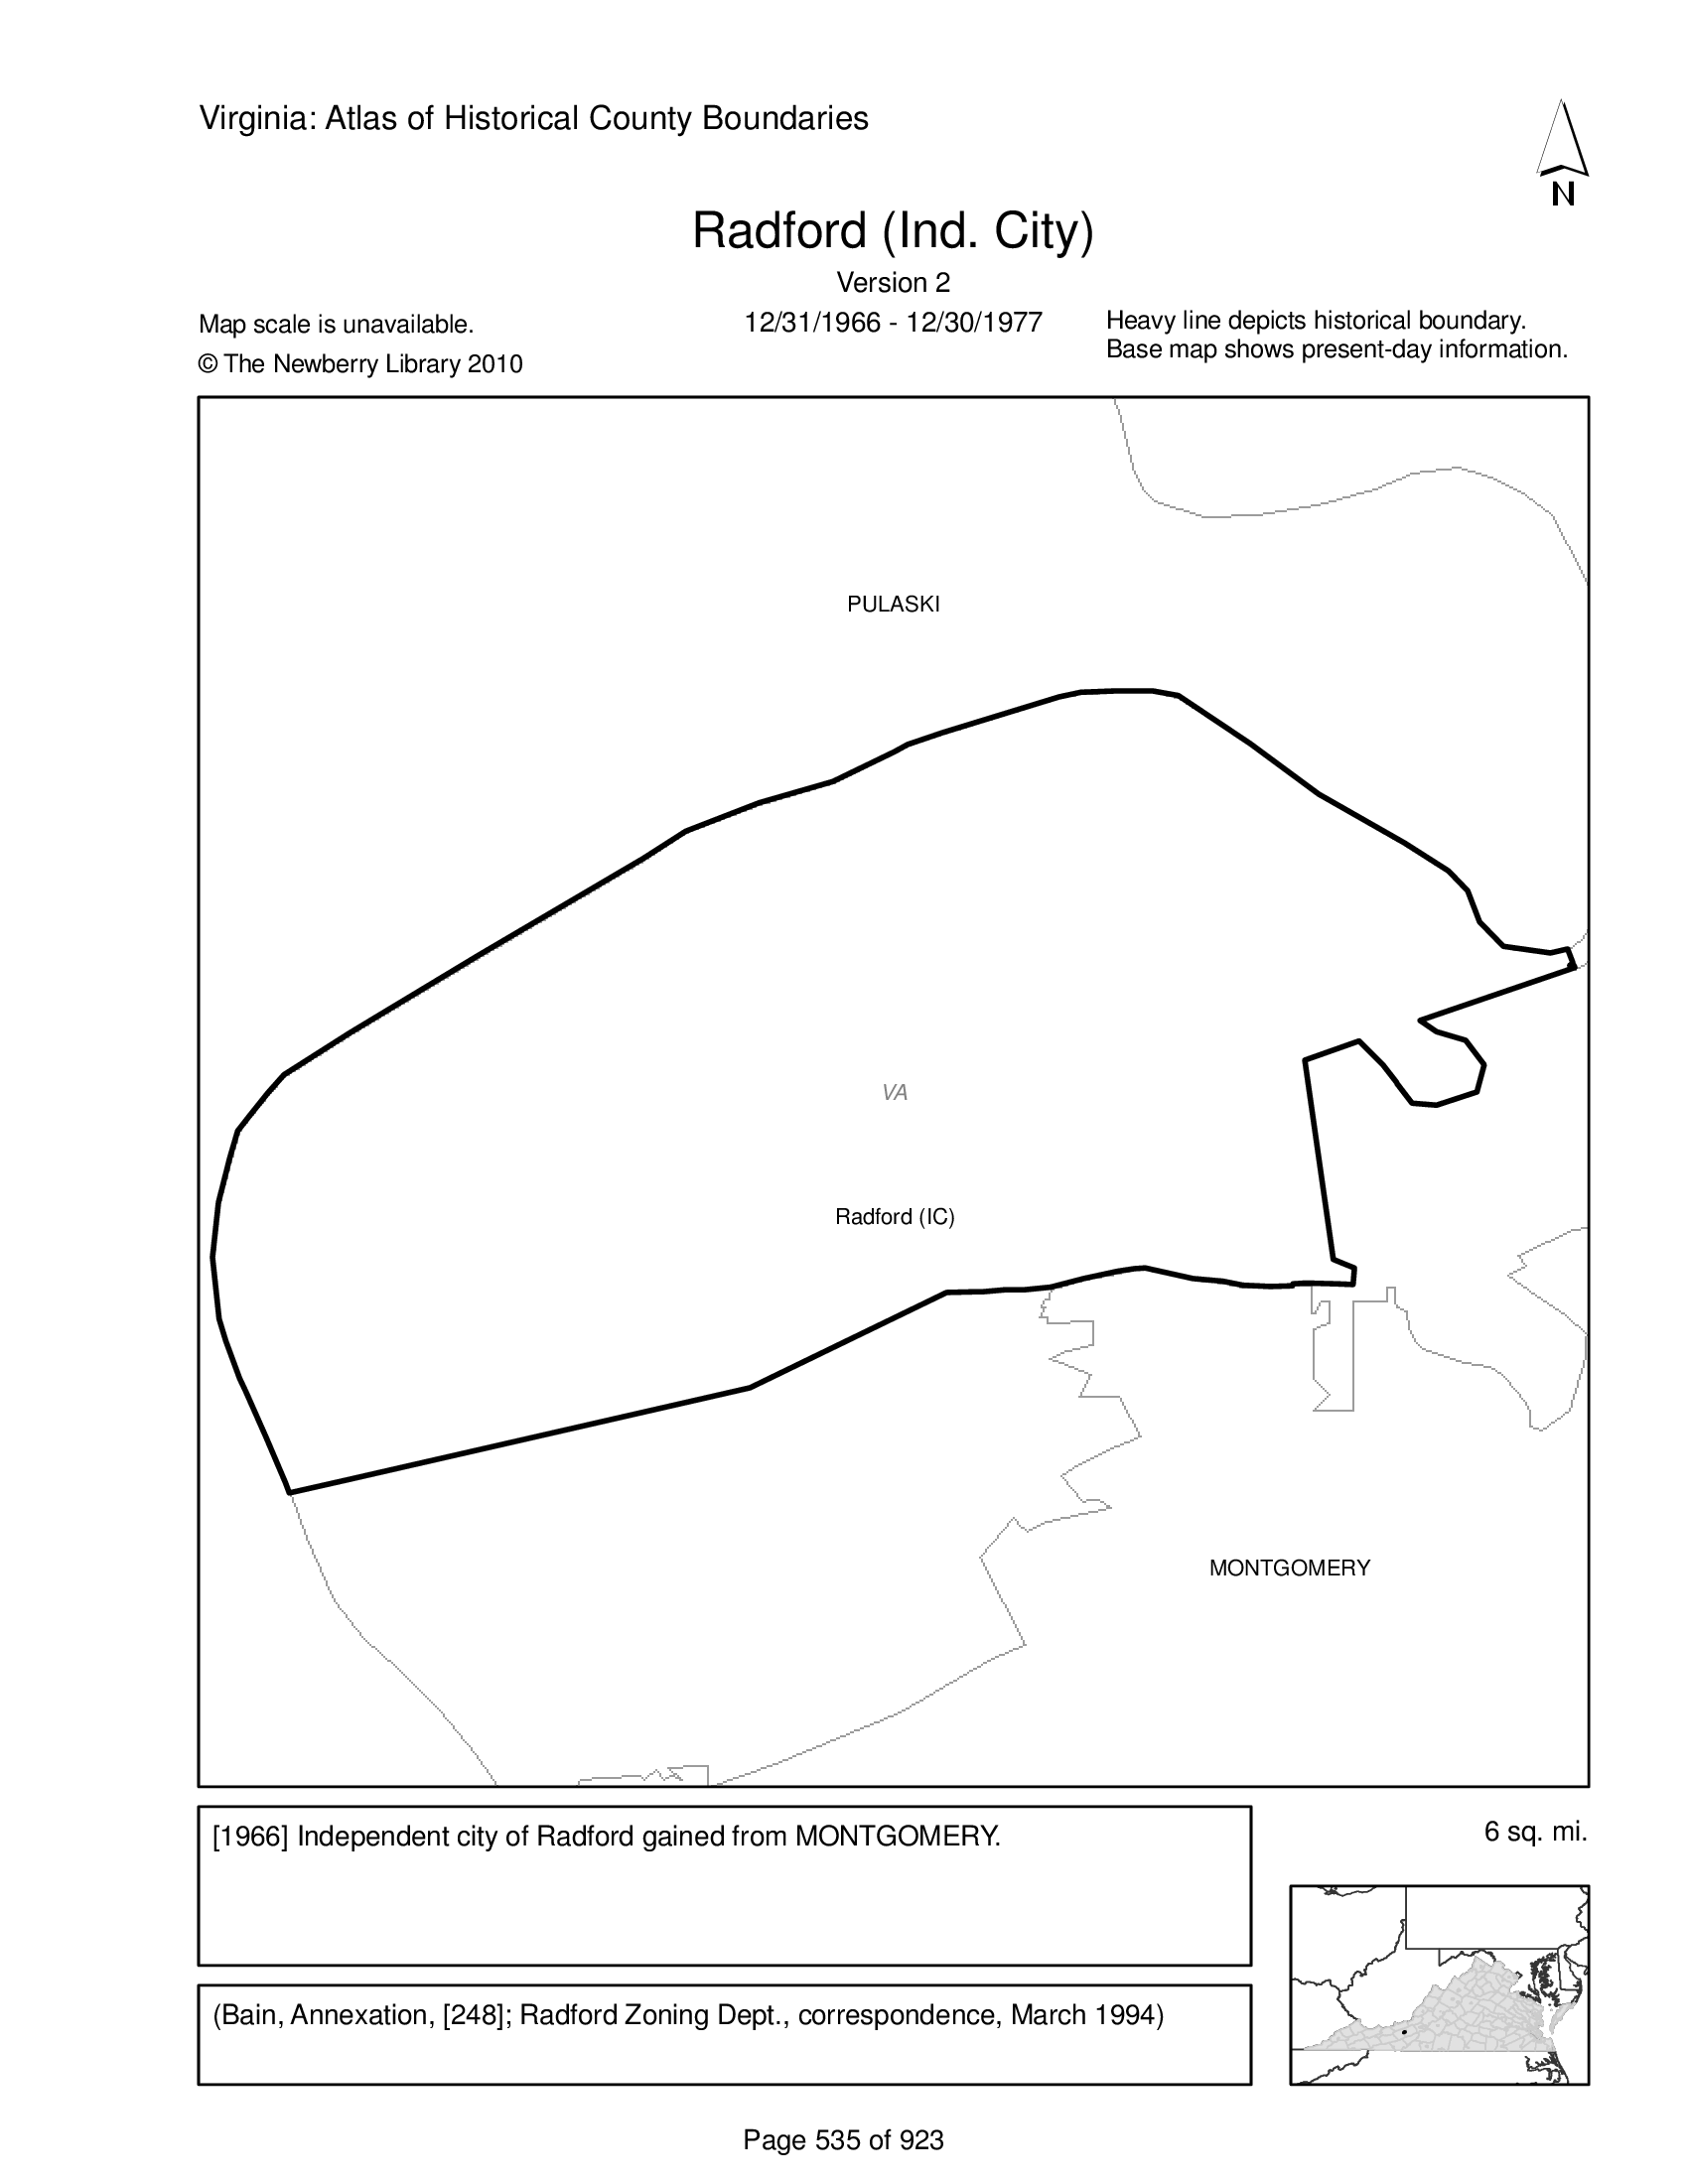 Virginia: Atlas of Historical County Boundaries
N
Radford (Ind. City)
Version 2
12/31/1966 - 12/30/1977
Map scale is unavailable.
© The Newberry Library 2010
Heavy line depicts historical boundary.
Base map shows present-day information.
PULASKI
VA
Radford (IC)
MONTGOMERY
[1966] Independent city of Radford gained from MONTGOMERY.
6 sq. mi.
(Bain, Annexation, [248]; Radford Zoning Dept., correspondence, March 1994)
Page 535 of 923